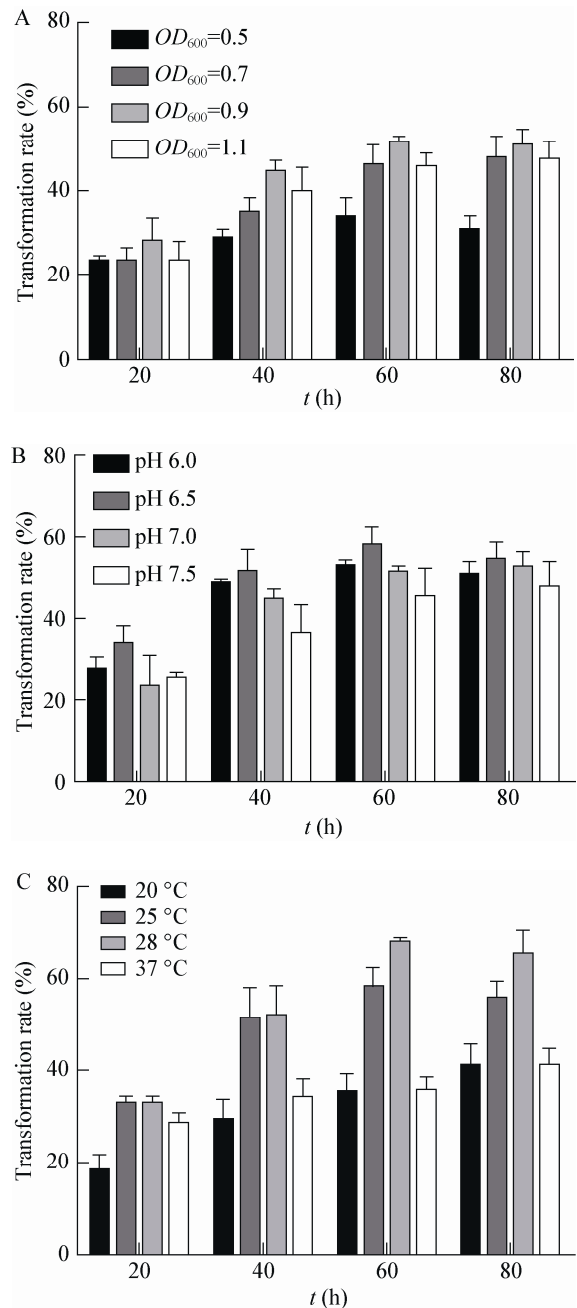 A
80
60
40
20
0
Transformation rate (%)
OD600=0.5
OD600=0.7
OD600=0.9
OD600=1.1
20 40 60 80
t (h)
B
80
60
40
20
0
Transformation rate (%)
pH 6.0
pH 6.5
pH 7.0
pH 7.5
20 40 60 80
t (h)
C
80
60
40
20
0
Transformation rate (%)
20 °C
25 °C
28 °C
37 °C
20 40 60 80
t (h)